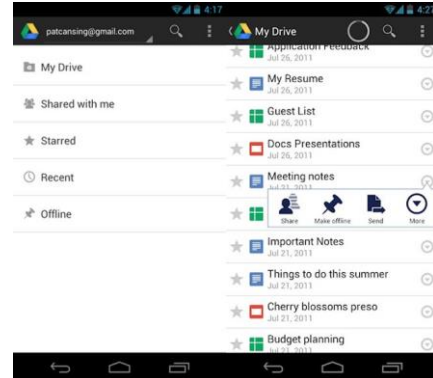 4:17
patcansing@gmail.com
My Drive
Shared with me
Starred
Recent
Offline
4:27
My Drive
Application Feedback
Jul 26, 2011
My Resume
Jul 26, 2011
Guest List
Jul 26, 2011
Docs Presentations
Jul 26, 2011
Meeting notes
Jul 21, 2011
Share
Make offline
Send
More
Important Notes
Jul 21, 2011
Things to do this summer
Jul 21, 2011
Cherry blossoms preso
Jul 21, 2011
Budget planning
Jul 21, 2011